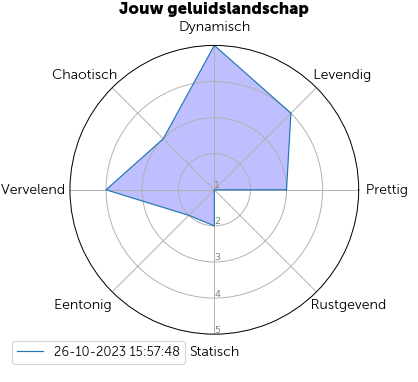 Jouw geluidslandschap
Dynamisch
Chaotisch
Levendig
Vervelend
1
Prettig
2
3
Eentonig
4
Rustgevend
5
26-10-2023 15:57:48
Statisch